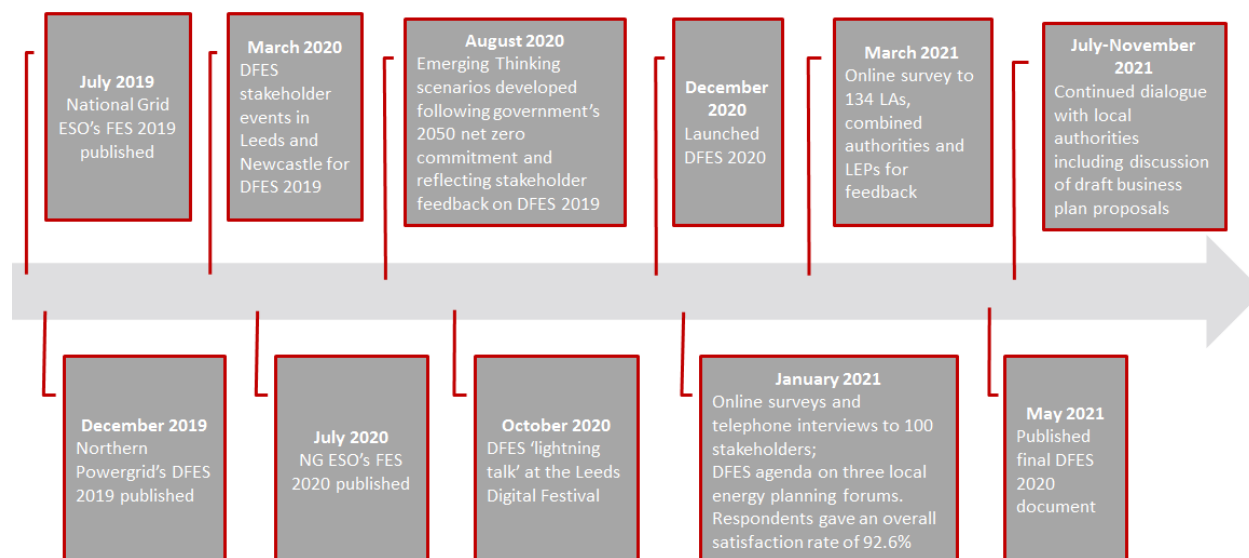 July 2019
National Grid
ESO's FES 2019
published
March 2020
DFES
stakeholder
events in
Leeds and
Newcastle for
DFES 2019
August 2020
Emerging Thinking
scenarios developed
following government's
2050 net zero
commitment and
reflecting stakeholder
feedback on DFES 2019
December
2020
Launched
DFES 2020
March 2021
Online survey to
134 LAs,
combined
authorities and
LEPs for
feedback
July-November
2021
Continued dialogue
with local
authorities
including discussion
of draft business
plan proposals
December 2019
Northern
Powergrid's DFES
2019 published
July 2020
NG ESO's FES
2020 published
October 2020
DFES 'lightning
talk' at the Leeds
Digital Festival
January 2021
Online surveys and
telephone interviews to 100
stakeholders;
DFES agenda on three local
energy planning forums.
Respondents gave an overall
satisfaction rate of 92.6%
May 2021
Published
final DFES
2020
document